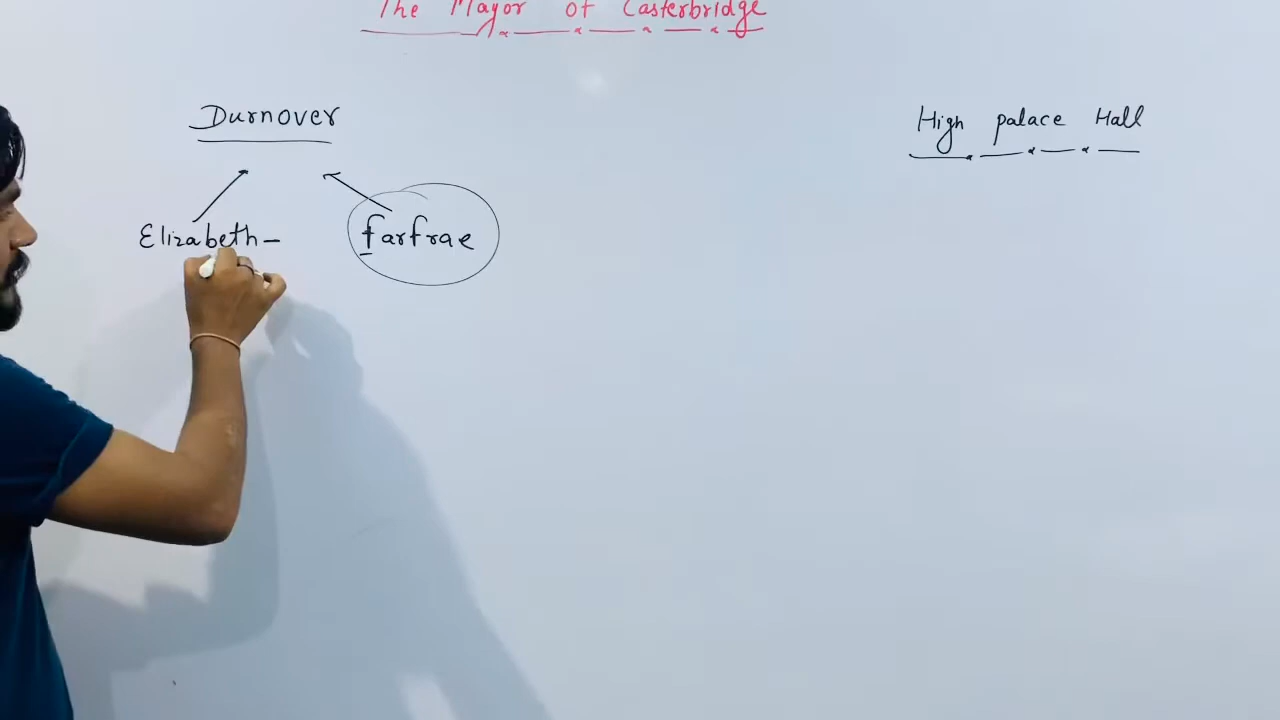 The Mayor of Casterbridge
Durnover
High palace Hall
Elizabeth-
farfrae